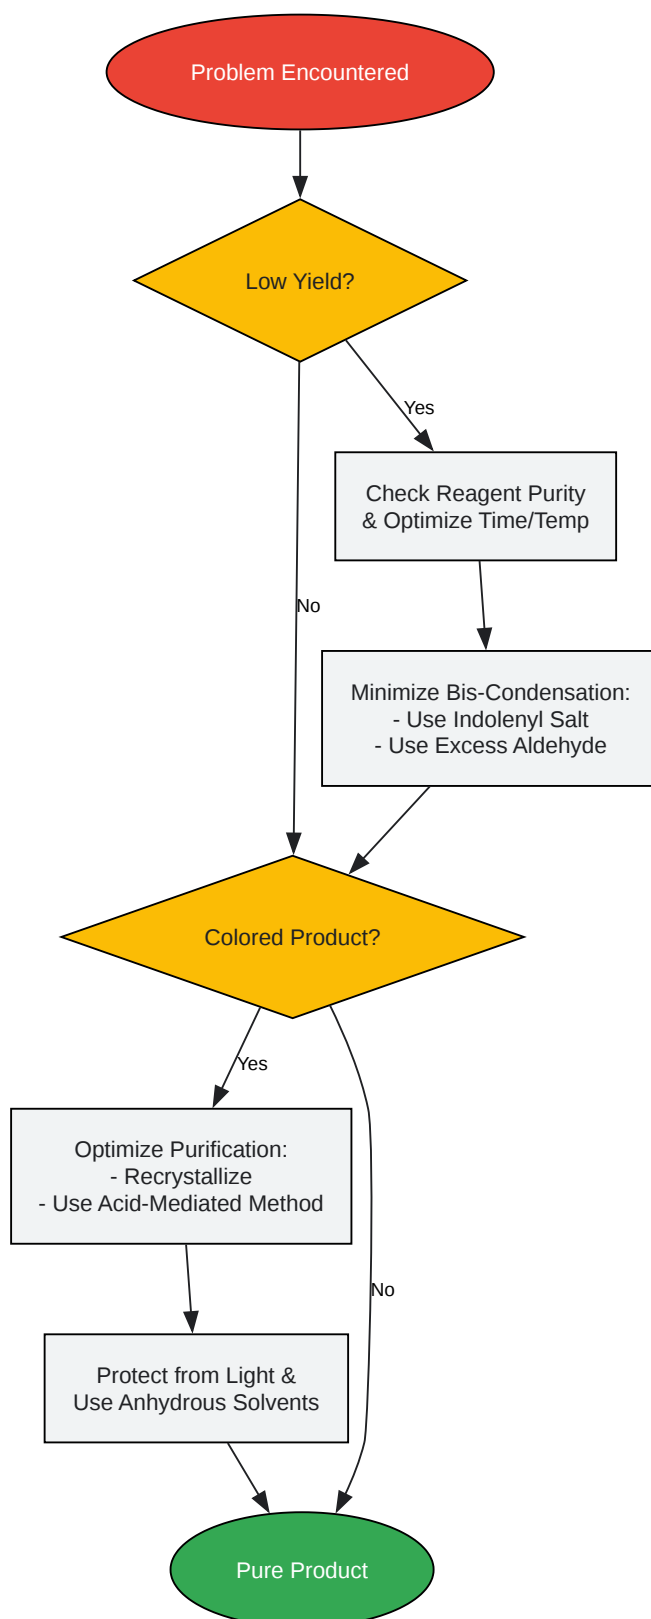 Problem Encountered
Low Yield?
Yes
Check Reagent Purity
& Optimize Time/Temp
No
Minimize Bis-Condensation:
- Use Indolenyl Salt
- Use Excess Aldehyde
Colored Product?
Yes
Optimize Purification:
- Recrystallize
- Use Acid-Mediated Method
No
Protect from Light &
Use Anhydrous Solvents
Pure Product